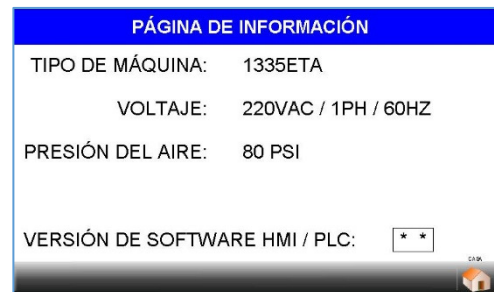 PÁGINA DE INFORMACIÓN
TIPO DE MÁQUINA: 1335ETA
VOLTAJE: 220VAC / 1PH / 60HZ
PRESIÓN DEL AIRE: 80 PSI
VERSIÓN DE SOFTWARE HMI / PLC: * *
CASA